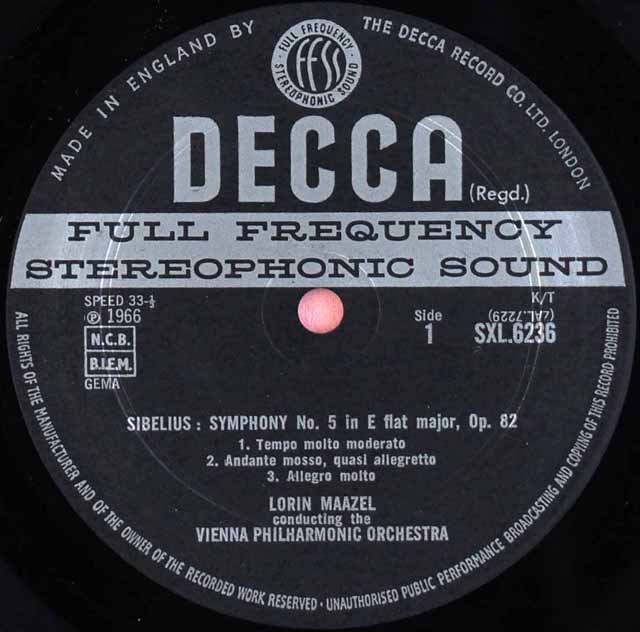 MADE IN ENGLAND BY
THE DECCA RECORD CO. LTD. LONDON
FULL FREQUENCY
ffss
STEREOPHONIC SOUND
DECCA
(Regd.)
FULL FREQUENCY
STEREOPHONIC SOUND
SPEED 33-⅓
Ⓟ 1966
N.C.B.
B.I.E.M.
GEMA
Side
1
K/T
(AL.7229)
SXL.6236
SIBELIUS : SYMPHONY No. 5 in E flat major, Op. 82
1. Tempo molto moderato
2. Andante mosso, quasi allegretto
3. Allegro molto
LORIN MAAZEL
conducting the
VIENNA PHILHARMONIC ORCHESTRA
ALL RIGHTS OF THE MANUFACTURER AND OF THE OWNER OF THE RECORDED WORK RESERVED · UNAUTHORISED PUBLIC PERFORMANCE BROADCASTING AND COPYING OF THIS RECORD PROHIBITED